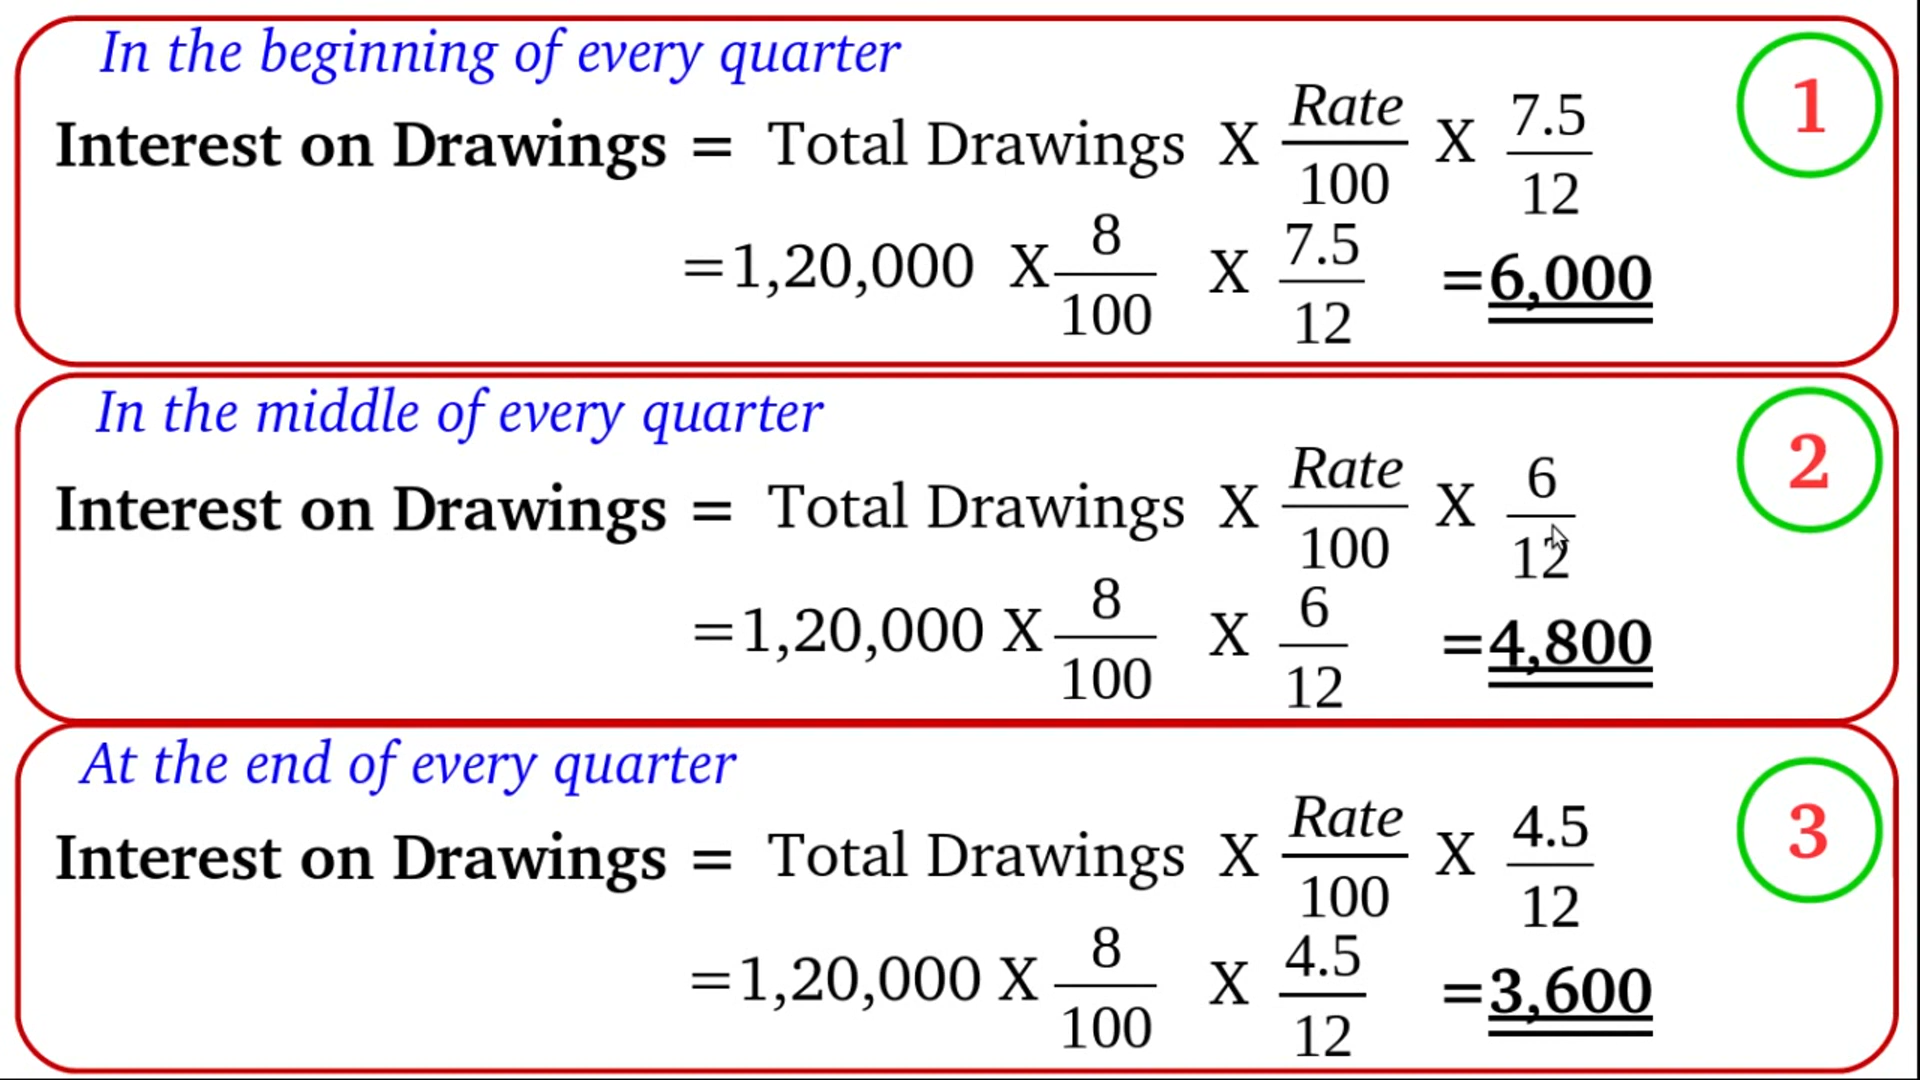 In the beginning of every quarter
1
Interest on Drawings = Total Drawings X Rate/100 X 7.5/12
=1,20,000 X 8/100 X 7.5/12 =6,000
In the middle of every quarter
2
Interest on Drawings = Total Drawings X Rate/100 X 6/12
=1,20,000 X 8/100 X 6/12 =4,800
At the end of every quarter
3
Interest on Drawings = Total Drawings X Rate/100 X 4.5/12
=1,20,000 X 8/100 X 4.5/12 =3,600